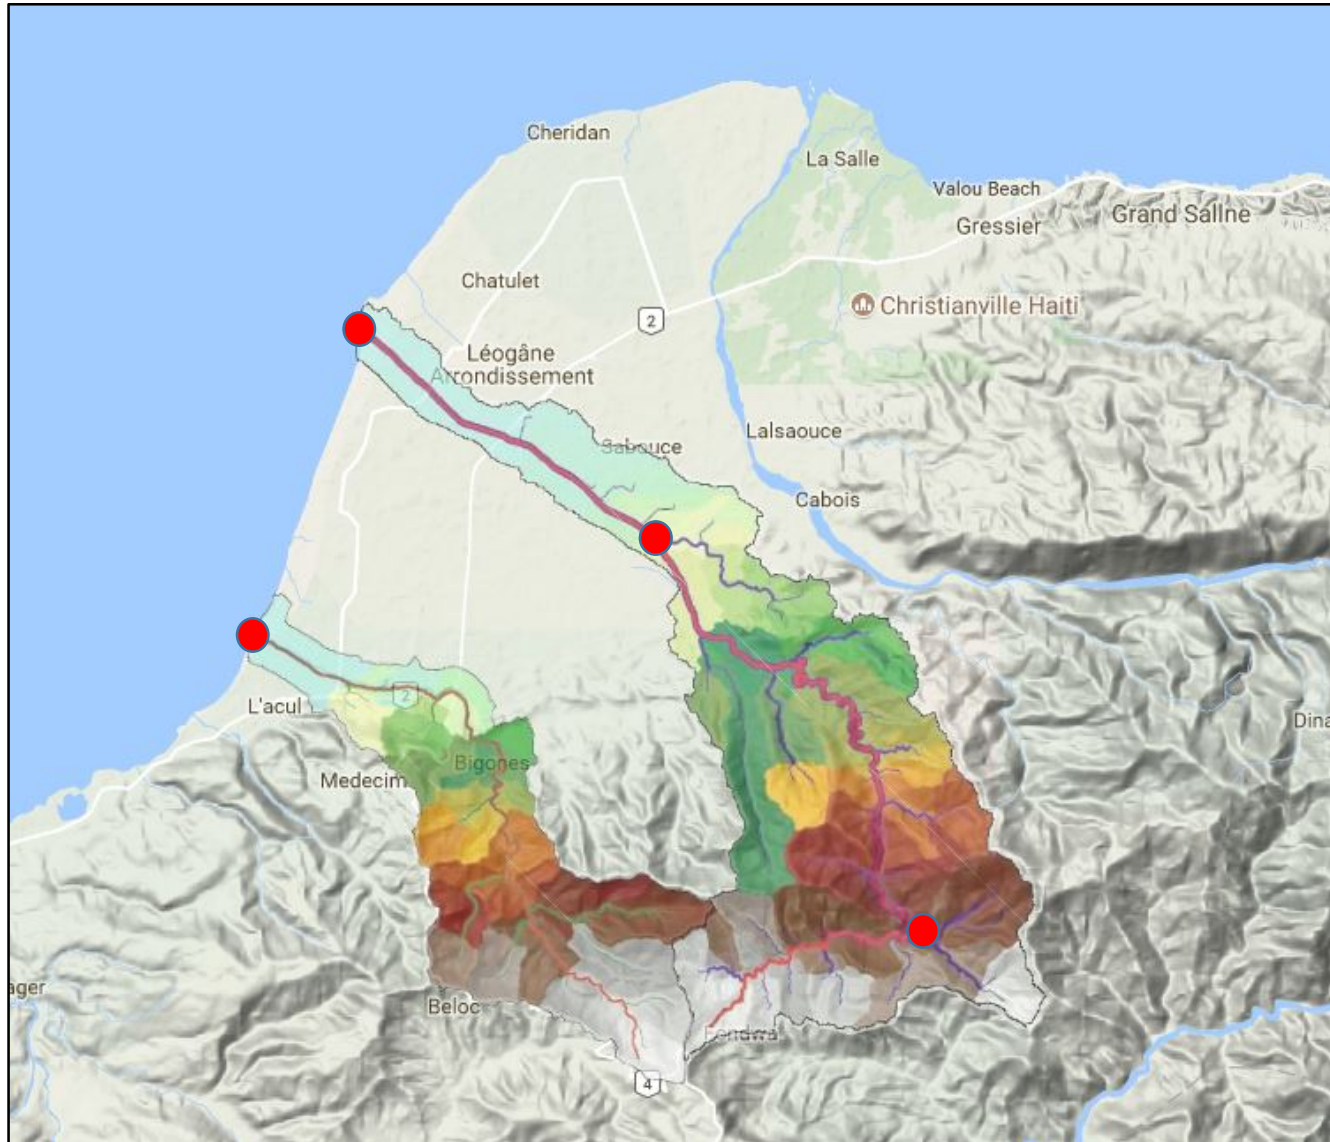 Cheridan
La Salle
Valou Beach
Grand Sallne
Gressier
Chatulet
Christianville Haiti
2
Léogâne
Arrondissement
Lalsaouce
Sabouce
Cabois
2
L'acul
Dina
Bigones
Medecim
ager
Beloc
Fondwa
4